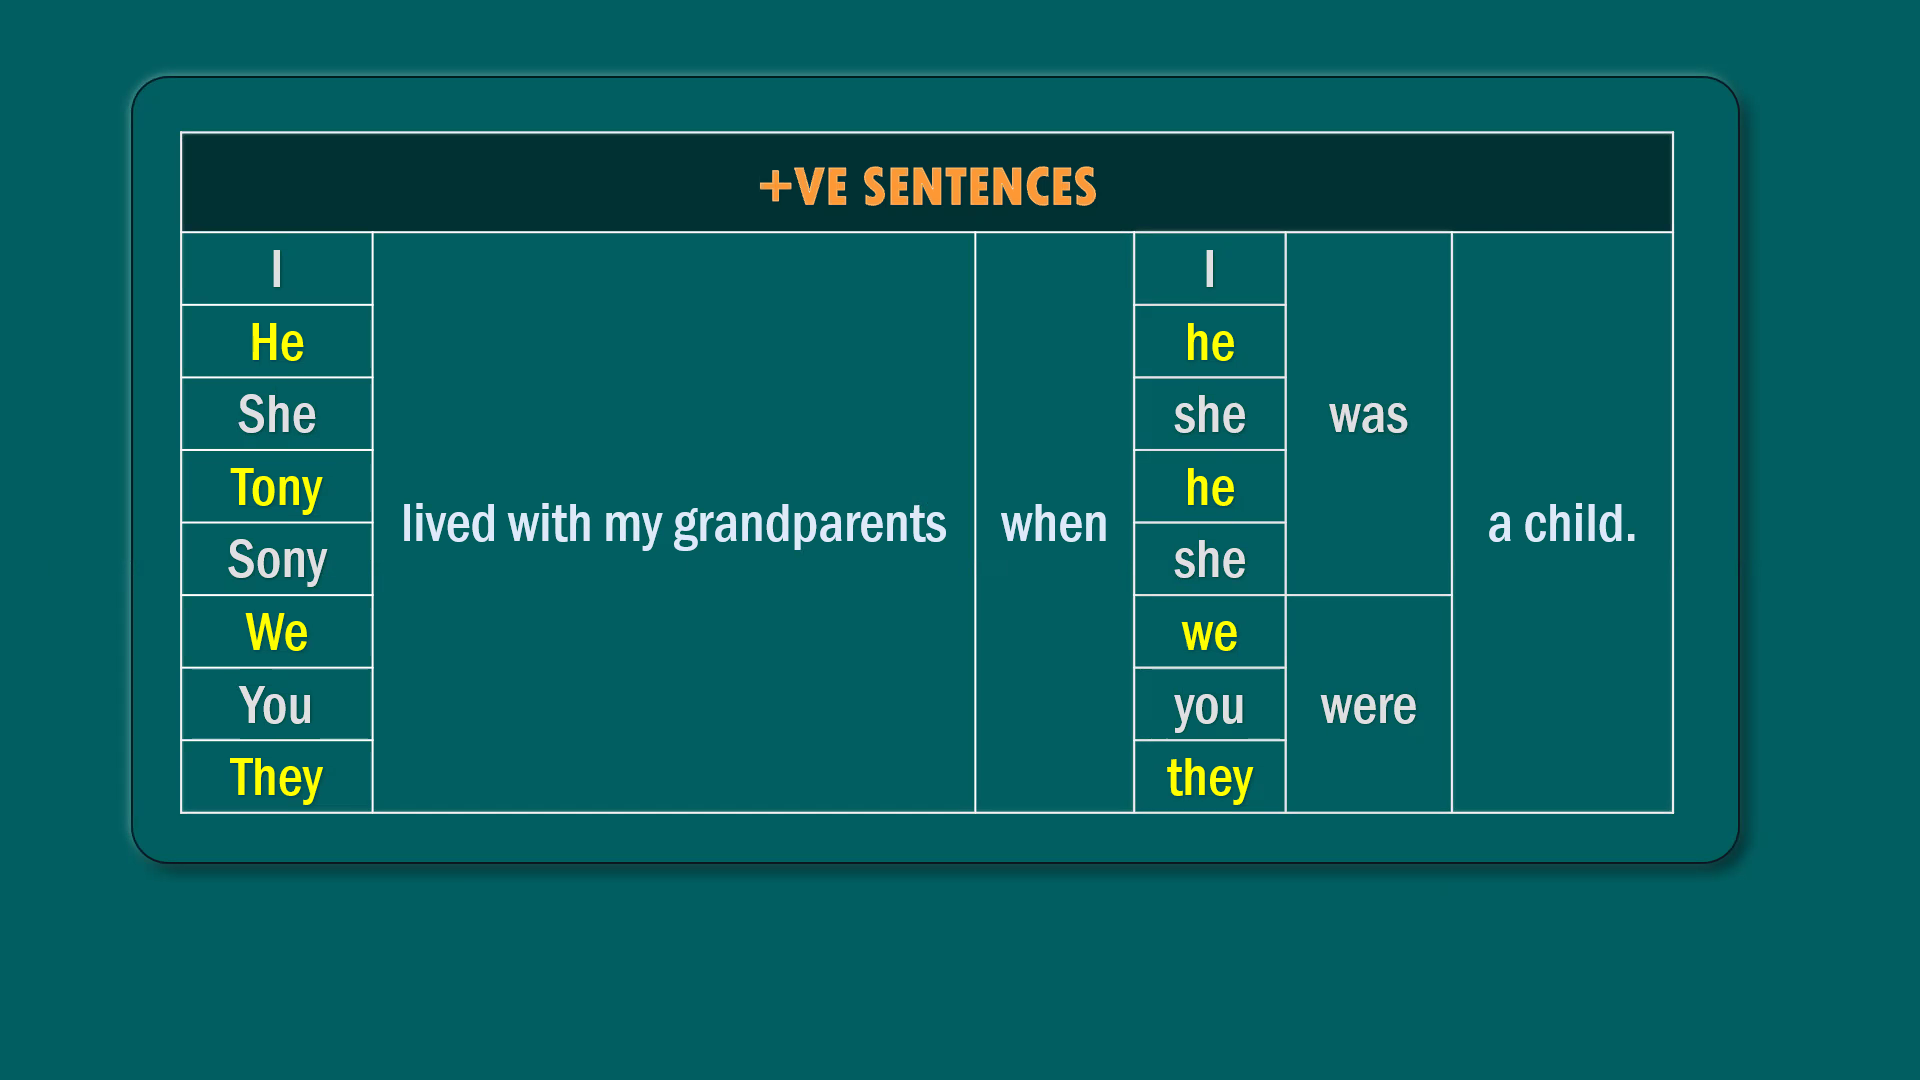 +VE SENTENCES
I
He
She
Tony
Sony
We
You
They
lived with my grandparents
when
I
he
she
he
she
we
you
they
was
were
a child.